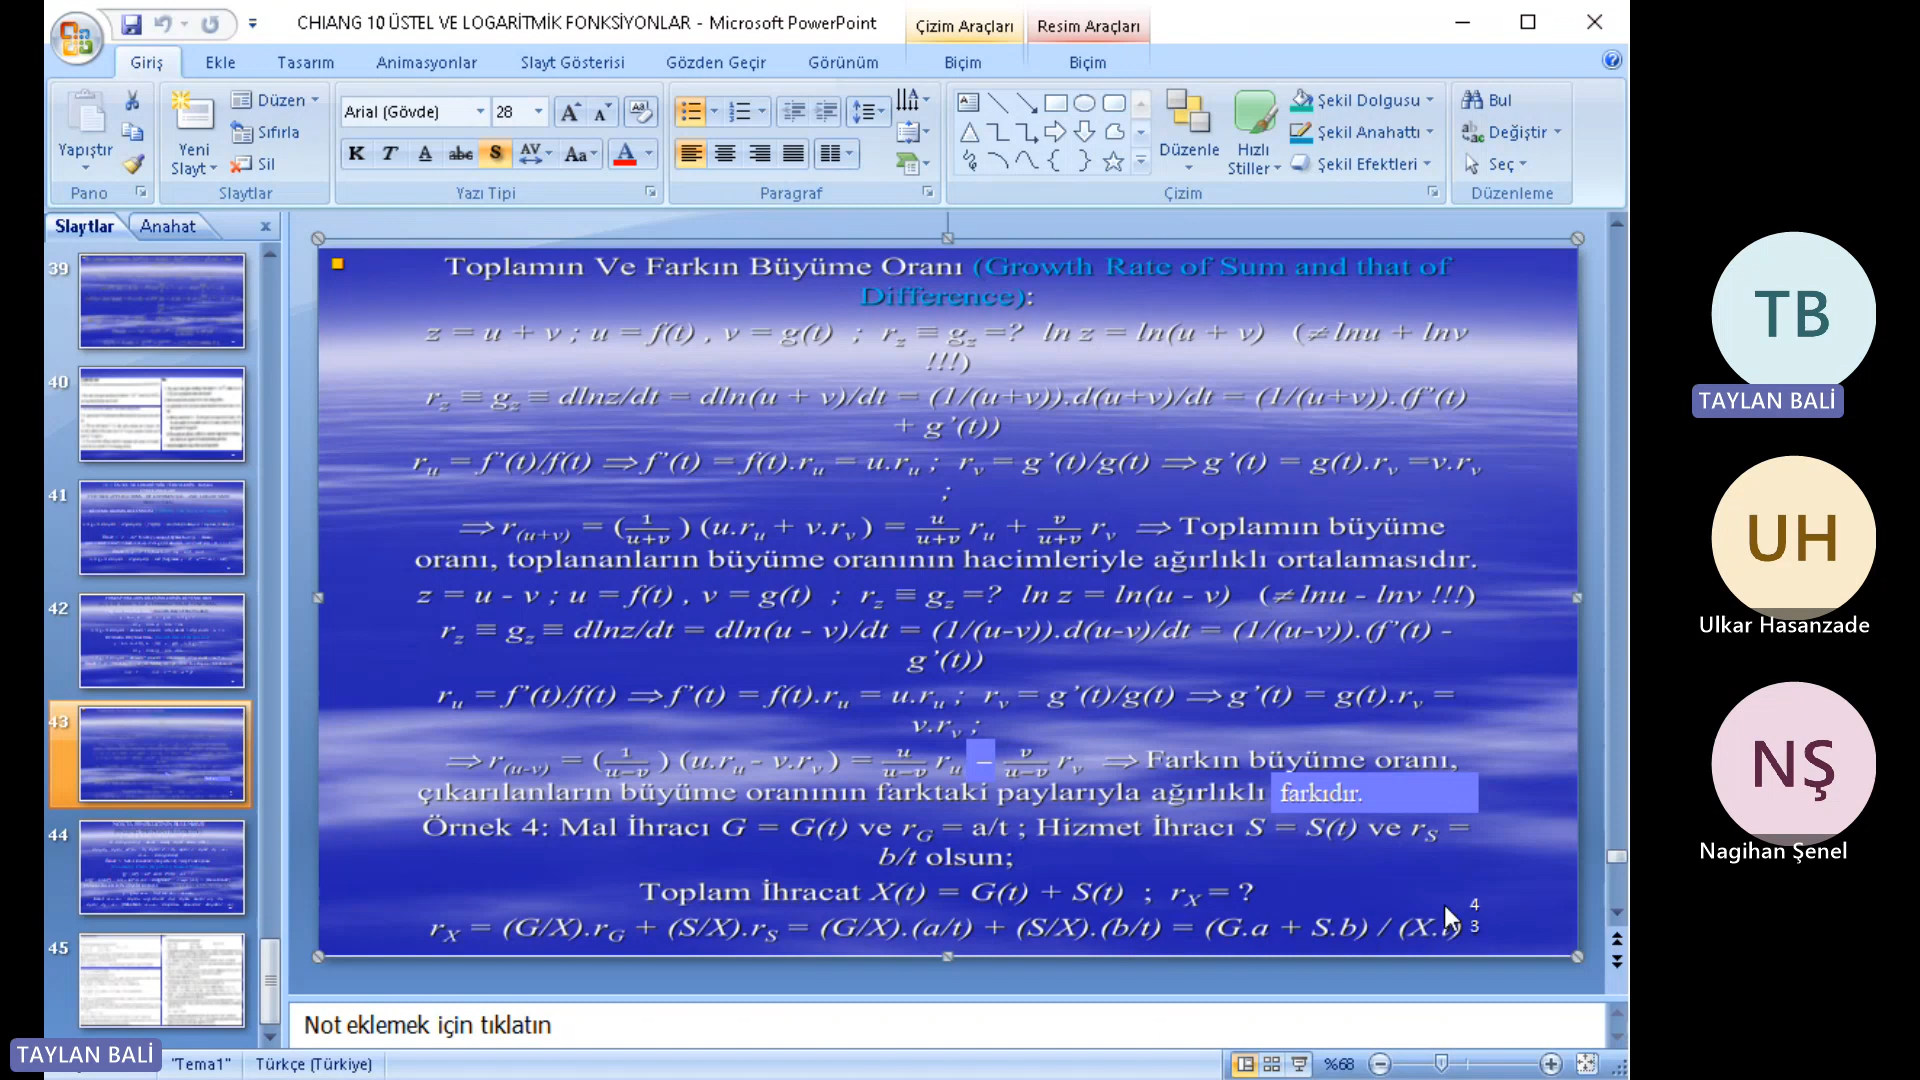 CHIANG 10 ÜSTEL VE LOGARİTMİK FONKSİYONLAR - Microsoft PowerPoint
Çizim Araçları
Resim Araçları
Giriş
Ekle
Tasarım
Animasyonlar
Slayt Gösterisi
Gözden Geçir
Görünüm
Biçim
Biçim
Yapıştır
Pano
Yeni
Slayt
Düzen
Sıfırla
Sil
Slaytlar
Arial (Gövde)
28
K T A abc S AV Aa A
Yazı Tipi
Paragraf
Düzenle
Hızlı
Stiller
Şekil Dolgusu
Şekil Anahattı
Şekil Efektleri
Çizim
Bul
Değiştir
Seç
Düzenleme
Slaytlar
Anahat
39
40
41
42
43
44
45
Toplamın Ve Farkın Büyüme Oranı (Growth Rate of Sum and that of
Difference):
z = u + v ; u = f(t) , v = g(t) ; r_z ≡ g_z =? ln z = ln(u + v) (≠lnu + lnv
!!!)
r_z ≡ g_z ≡ dlnz/dt = dln(u + v)/dt = (1/(u+v)).d(u+v)/dt = (1/(u+v)).(f’(t)
+ g’(t))
r_u = f’(t)/f(t) ⇒f’(t) = f(t).r_u = u.r_u ; r_v = g’(t)/g(t) ⇒g’(t) = g(t).r_v =v.r_v
;
⇒r_(u+v) = (1/(u+v)) (u.r_u + v.r_v ) = u/(u+v) r_u + v/(u+v) r_v ⇒ Toplamın büyüme
oranı, toplananların büyüme oranının hacimleriyle ağırlıklı ortalamasıdır.
z = u - v ; u = f(t) , v = g(t) ; r_z ≡ g_z =? ln z = ln(u - v) (≠lnu - lnv !!!)
r_z ≡ g_z ≡ dlnz/dt = dln(u - v)/dt = (1/(u-v)).d(u-v)/dt = (1/(u-v)).(f’(t) -
g’(t))
r_u = f’(t)/f(t) ⇒f’(t) = f(t).r_u = u.r_u ; r_v = g’(t)/g(t) ⇒g’(t) = g(t).r_v =
v.r_v ;
⇒r_(u-v) = (1/(u−v)) (u.r_u - v.r_v ) = u/(u−v) r_u − v/(u−v) r_v ⇒ Farkın büyüme oranı,
çıkarılanların büyüme oranının farktaki paylarıyla ağırlıklı farkıdır.
Örnek 4: Mal İhracı G = G(t) ve r_G = a/t ; Hizmet İhracı S = S(t) ve r_S =
b/t olsun;
Toplam İhracat X(t) = G(t) + S(t) ; r_X = ?
r_X = (G/X).r_G + (S/X).r_S = (G/X).(a/t) + (S/X).(b/t) = (G.a + S.b) / (X.t)
4
3
Not eklemek için tıklatın
"Tema1"
Türkçe (Türkiye)
%68
TAYLAN BALİ
TB
TAYLAN BALİ
UH
Ulkar Hasanzade
NŞ
Nagihan Şenel